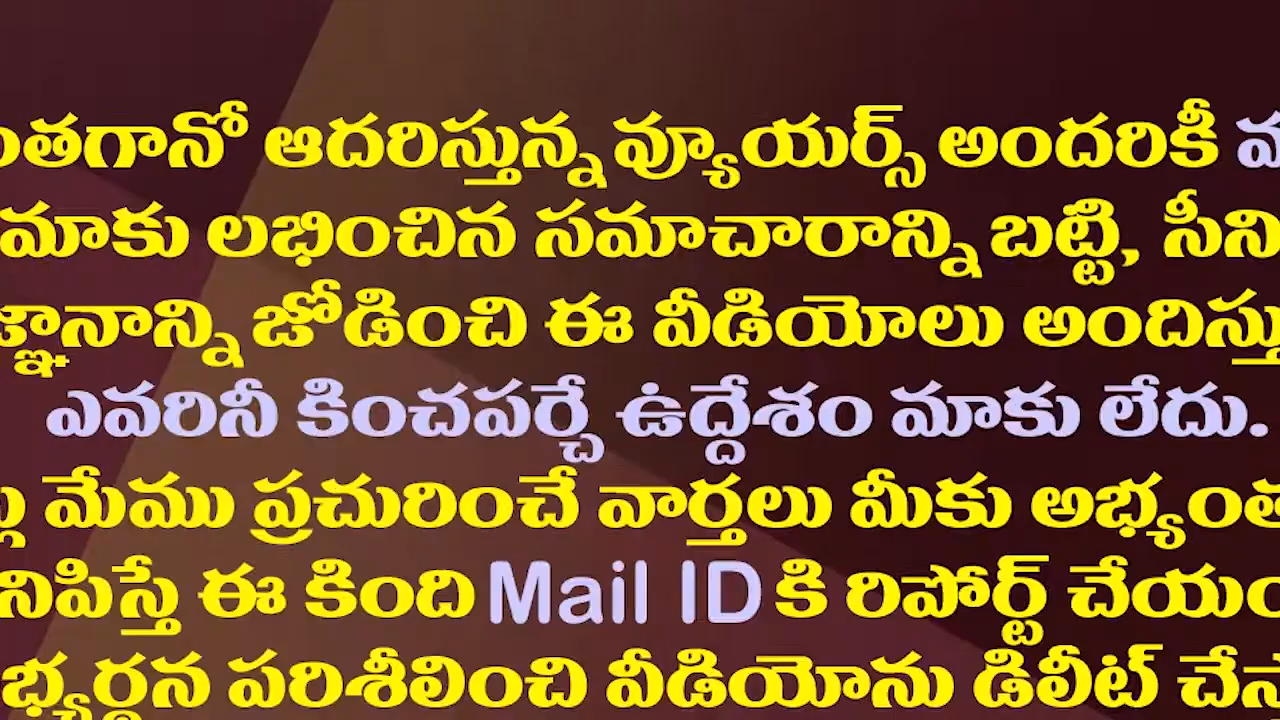 ంతగానో ఆదరిస్తున్న వ్యూయర్స్ అందరికీ
మాకు లభించిన సమాచారాన్ని బట్టి, సీని
జ్ఞానాన్ని జోడించి ఈ వీడియోలు అందిస్తు
ఎవరినీ కించపర్చే ఉద్దేశం మాకు లేదు.
మేము ప్రచురించే వార్తలు మీకు అభ్యంత
నిపిస్తే ఈ కింది Mail ID కి రిపోర్ట్ చేయం
భ్యర్థన పరిశీలించి వీడియోను డిలీట్ చేస